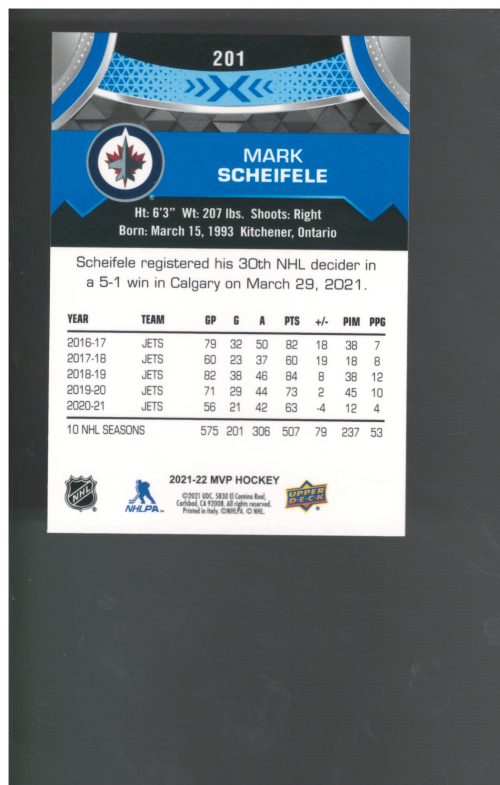 201
MARK
SCHEIFELE
Ht: 6'3" Wt: 207 lbs. Shoots: Right
Born: March 15, 1993 Kitchener, Ontario
Scheifele registered his 30th NHL decider in
a 5-1 win in Calgary on March 29, 2021.
YEAR TEAM GP G A PTS +/- PIM PPG
2016-17 JETS 79 32 50 82 18 38 7
2017-18 JETS 60 23 37 60 19 18 8
2018-19 JETS 82 38 46 84 8 38 12
2019-20 JETS 71 29 44 73 2 45 10
2020-21 JETS 56 21 42 63 -4 12 4
10 NHL SEASONS 575 201 306 507 79 237 53
2021-22 MVP HOCKEY
©2021 UDC, 5830 El Camino Real,
Carlsbad, CA 92008. All rights reserved.
Printed in Italy. ©NHLPA. © NHL.
NHL
NHLPA™
UPPER
DECK